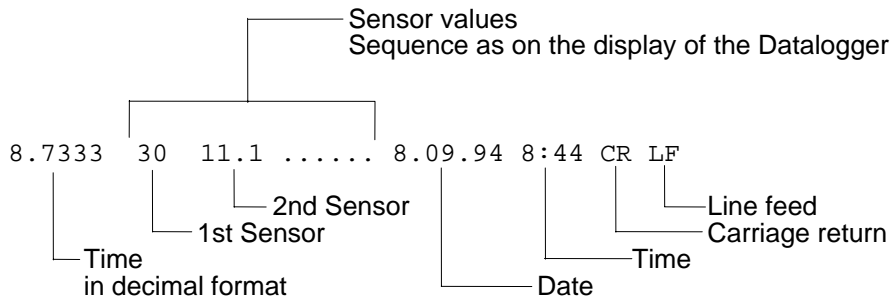 Sensor values
Sequence as on the display of the Datalogger
8.7333 30 11.1 ...... 8.09.94 8:44 CR LF
2nd Sensor
Line feed
1st Sensor
Carriage return
Time
Time
in decimal format
Date